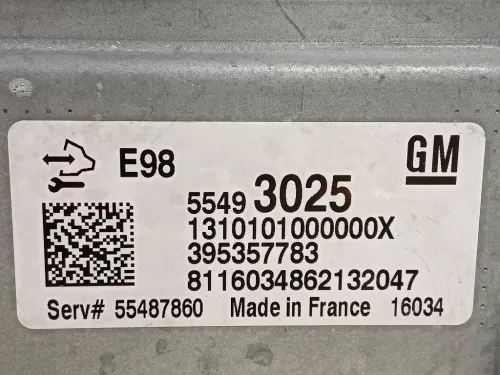 E98
GM
5549 3025
1310101000000X
395357783
8116034862132047
Serv# 55487860 Made in France 16034